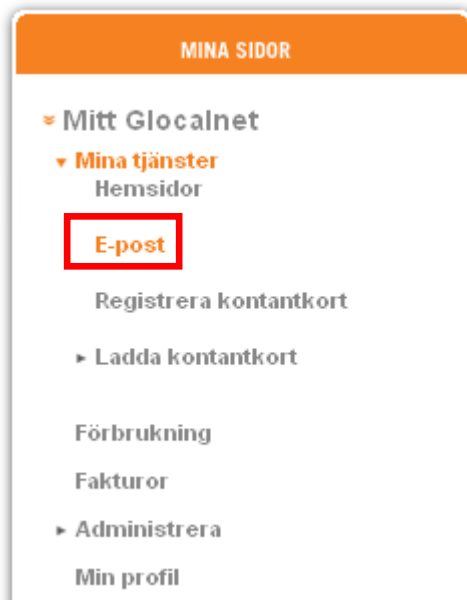 MINA SIDOR
Mitt Glocalnet
Mina tjänster
Hemsidor
E-post
Registrera kontantkort
Ladda kontantkort
Förbrukning
Fakturor
Administrera
Min profil